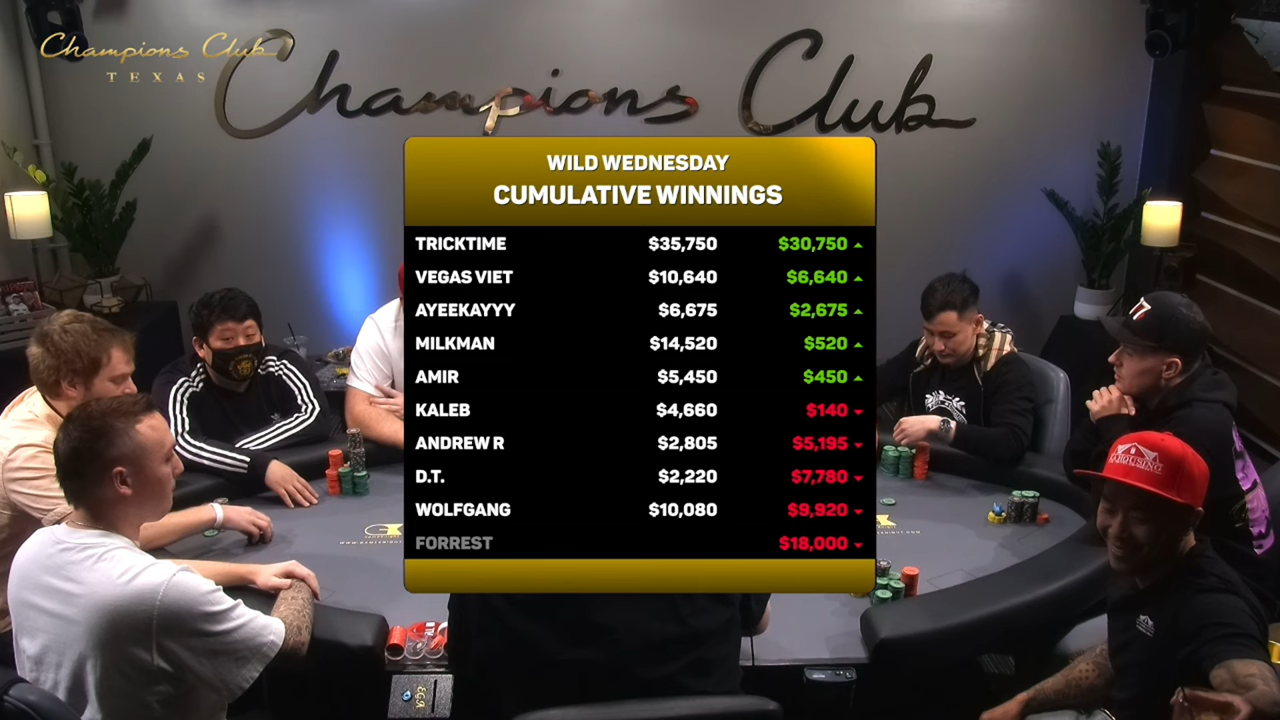 Champions Club
TEXAS
Champions Club
WILD WEDNESDAY
CUMULATIVE WINNINGS
TRICKTIME $35,750 $30,750
VEGAS VIET $10,640 $6,640
AYEEKAYYY $6,675 $2,675
MILKMAN $14,520 $520
AMIR $5,450 $450
KALEB $4,660 $140
ANDREW R $2,805 $5,195
D.T. $2,220 $7,780
WOLFGANG $10,080 $9,920
FORREST $18,000
17